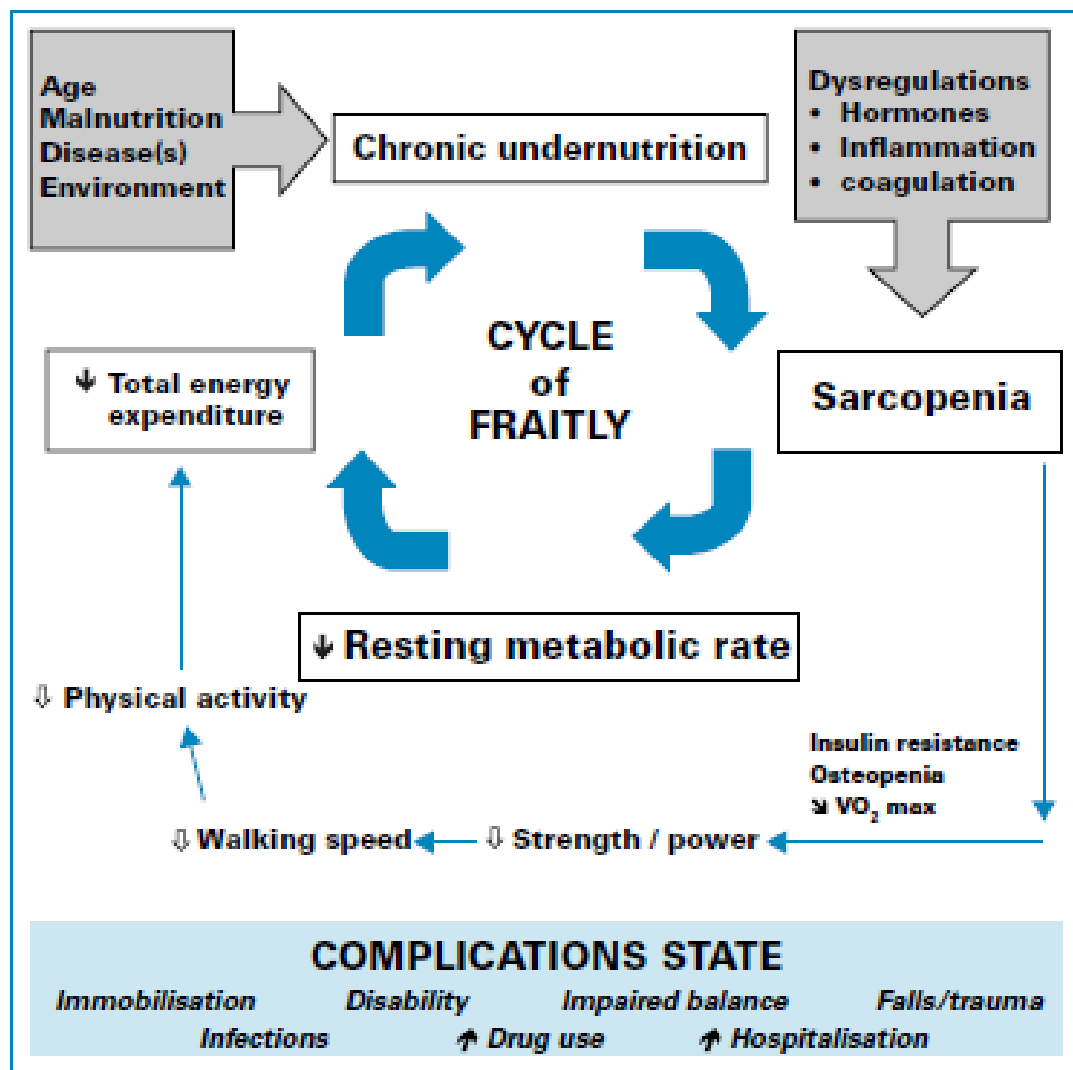 Age
Malnutrition
Disease(s)
Environment
Chronic undernutrition
Dysregulations
• Hormones
• Inflammation
• coagulation
CYCLE
of
FRAITLY
↓ Total energy
expenditure
Sarcopenia
↓ Resting metabolic rate
⇩ Physical activity
Insulin resistance
Osteopenia
↘ VO₂ max
⇩ Walking speed
⇩ Strength / power
COMPLICATIONS STATE
Immobilisation Disability Impaired balance Falls/trauma
Infections ↑ Drug use ↑ Hospitalisation